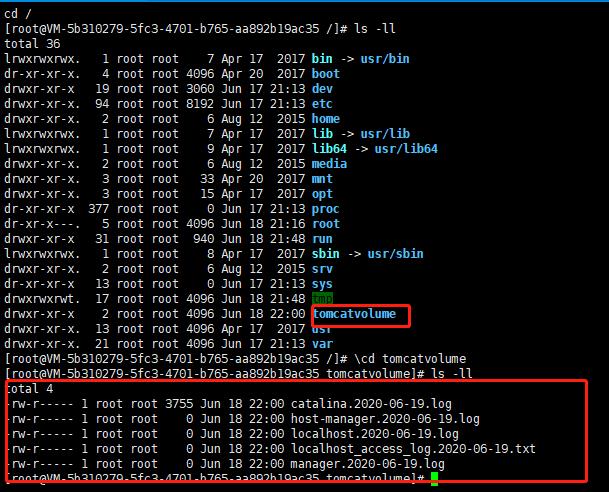 cd /
[root@VM-5b310279-5fc3-4701-b765-aa892b19ac35 /]# ls -ll
total 36
lrwxrwxrwx.   1 root root    7 Apr 17  2017 bin -> usr/bin
dr-xr-xr-x.   4 root root 4096 Apr 20  2017 boot
drwxr-xr-x   19 root root 3060 Jun 17 21:13 dev
drwxr-xr-x.  94 root root 8192 Jun 17 21:13 etc
drwxr-xr-x.   2 root root    6 Aug 12  2015 home
lrwxrwxrwx.   1 root root    7 Apr 17  2017 lib -> usr/lib
lrwxrwxrwx.   1 root root    9 Apr 17  2017 lib64 -> usr/lib64
drwxr-xr-x.   2 root root    6 Aug 12  2015 media
drwxr-xr-x.   3 root root   33 Apr 20  2017 mnt
drwxr-xr-x.   3 root root   15 Apr 17  2017 opt
dr-xr-xr-x  377 root root    0 Jun 17 21:13 proc
dr-xr-x---.   5 root root 4096 Jun 18 21:16 root
drwxr-xr-x   31 root root  940 Jun 18 21:48 run
lrwxrwxrwx.   1 root root    8 Apr 17  2017 sbin -> usr/sbin
drwxr-xr-x.   2 root root    6 Aug 12  2015 srv
dr-xr-xr-x   13 root root    0 Jun 17 21:13 sys
drwxrwxrwt.  17 root root 4096 Jun 18 21:48 tmp
drwxr-xr-x    2 root root 4096 Jun 18 22:00 tomcatvolume
drwxr-xr-x.  13 root root 4096 Apr 17  2017 usr
drwxr-xr-x.  21 root root 4096 Jun 17 21:13 var
[root@VM-5b310279-5fc3-4701-b765-aa892b19ac35 /]# \cd tomcatvolume
[root@VM-5b310279-5fc3-4701-b765-aa892b19ac35 tomcatvolume]# ls -ll
total 4
-rw-r----- 1 root root 3755 Jun 18 22:00 catalina.2020-06-19.log
-rw-r----- 1 root root    0 Jun 18 22:00 host-manager.2020-06-19.log
-rw-r----- 1 root root    0 Jun 18 22:00 localhost.2020-06-19.log
-rw-r----- 1 root root    0 Jun 18 22:00 localhost_access_log.2020-06-19.txt
-rw-r----- 1 root root    0 Jun 18 22:00 manager.2020-06-19.log
[root@VM-5b310279-5fc3-4701-b765-aa892b19ac35 tomcatvolume]#